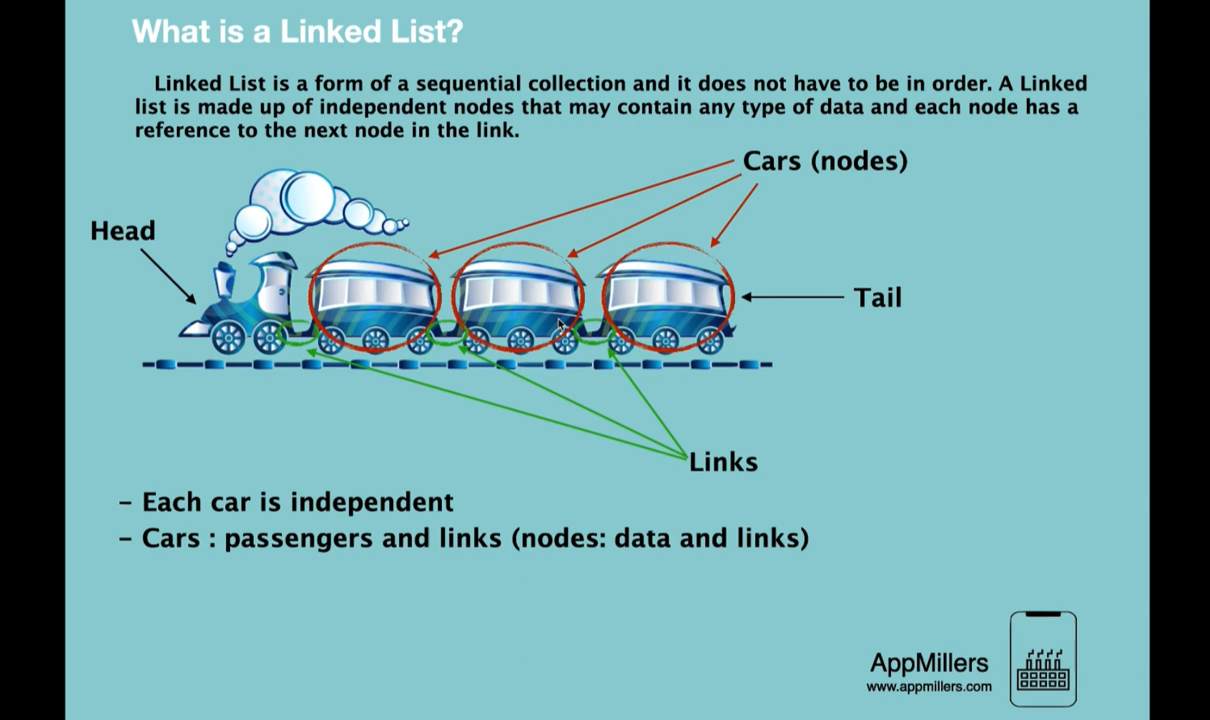 What is a Linked List?
Linked List is a form of a sequential collection and it does not have to be in order. A Linked
list is made up of independent nodes that may contain any type of data and each node has a
reference to the next node in the link.
Cars (nodes)
Head
Tail
Links
- Each car is independent
- Cars : passengers and links (nodes: data and links)
AppMillers
www.appmillers.com